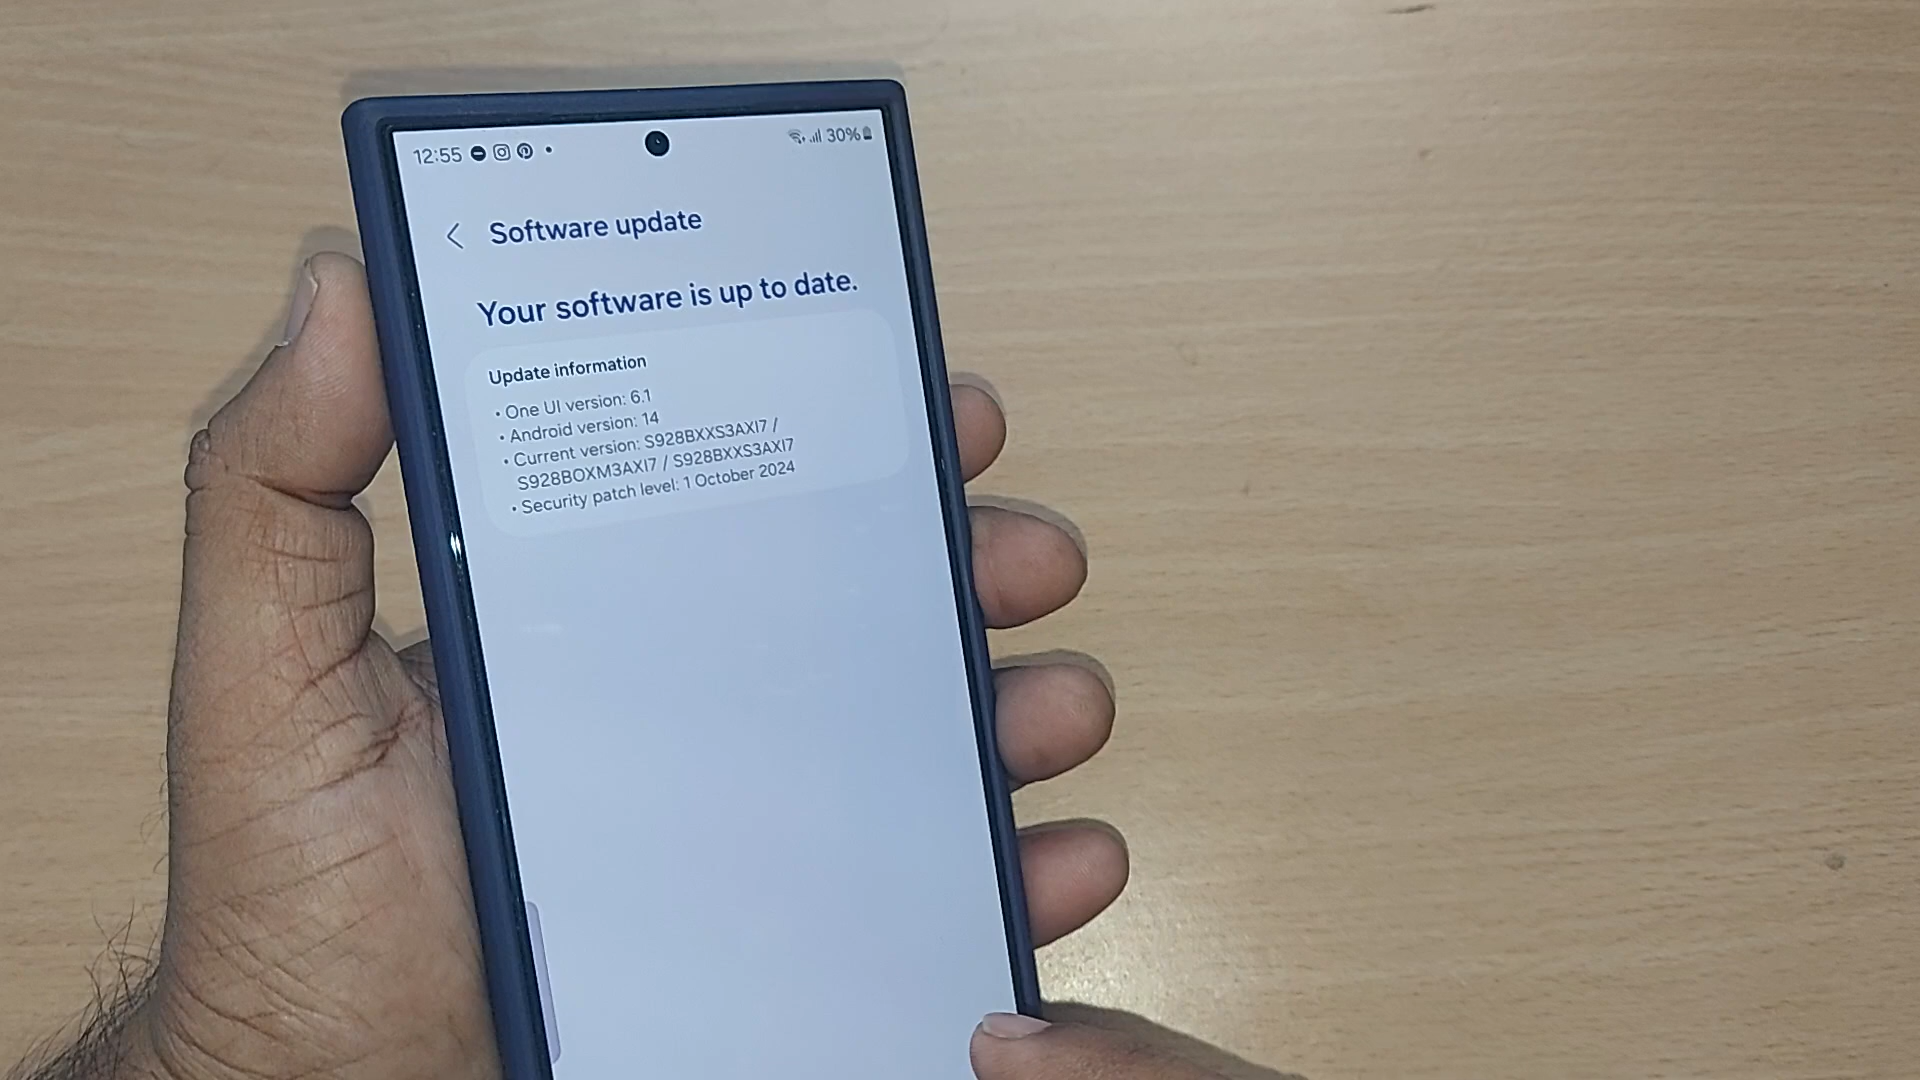 12:55 30%
Software update
Your software is up to date.
Update information
• One UI version: 6.1
• Android version: 14
• Current version: S928BXXS3AXI7 /
S928BOXM3AXI7 / S928BXXS3AXI7
• Security patch level: 1 October 2024